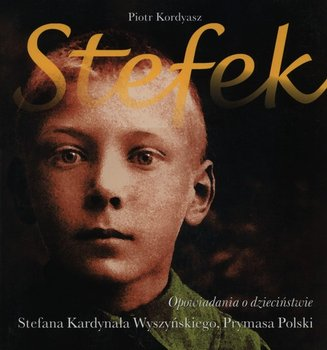 Piotr Kordyasz
Stefek
Opowiadania o dzieciństwie
Stefana Kardynała Wyszyńskiego, Prymasa Polski